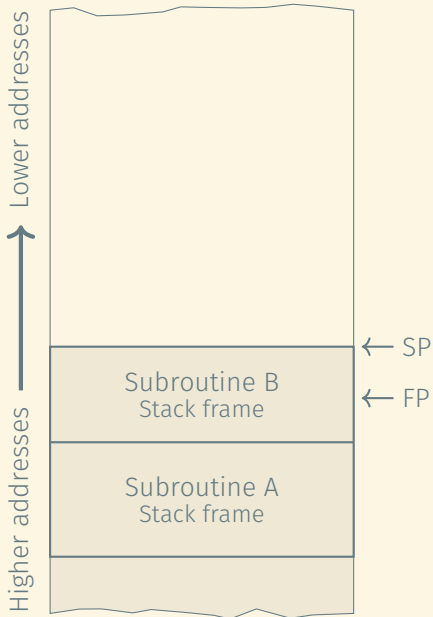 Lower addresses
Higher addresses
SP
Subroutine B
Stack frame
FP
Subroutine A
Stack frame